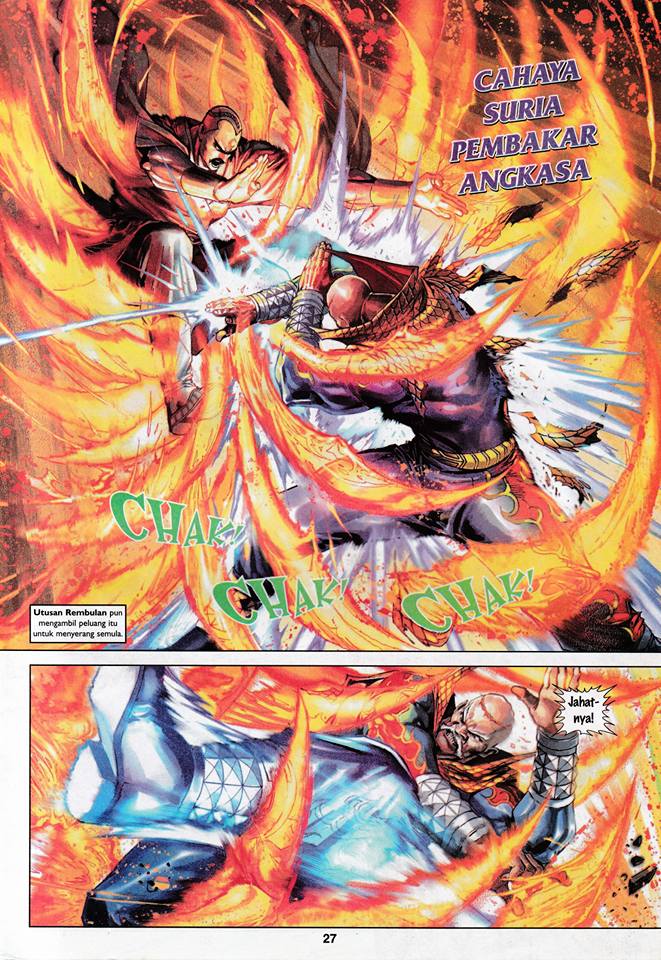 CAHAYA
SURIA
PEMBAKAR
ANGKASA
CHAK!
CHAK!
CHAK!
Utusan Rembulan pun
mengambil peluang itu
untuk menyerang semula.
Jahat-
nya!
27